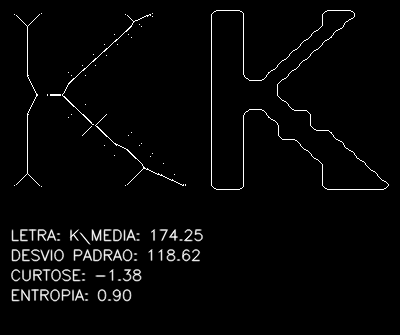 K K
LETRA: K\MEDIA: 174.25
DESVIO PADRAO: 118.62
CURTOSE: -1.38
ENTROPIA: 0.90